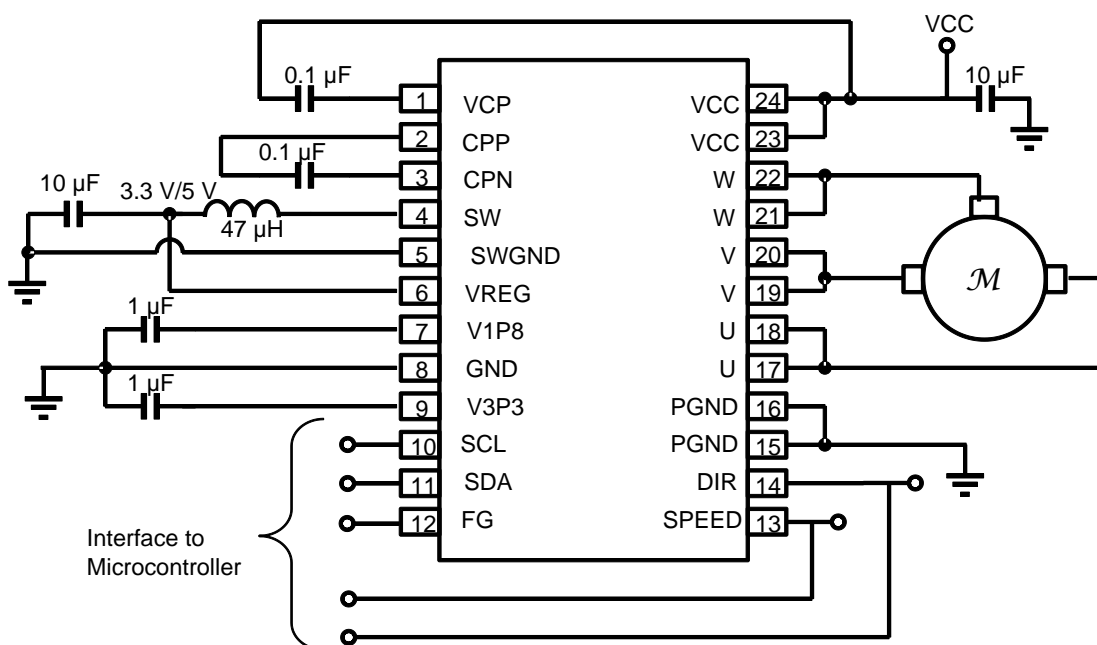 VCC
0.1 µF
10 µF
1 VCP
VCC 24
2 CPP
VCC 23
0.1 µF
3 CPN
W 22
10 µF
3.3 V/5 V
47 µH
4 SW
W 21
5 SWGND
V 20
6 VREG
V 19
M
1 µF
7 V1P8
U 18
8 GND
U 17
1 µF
9 V3P3
PGND 16
10 SCL
PGND 15
11 SDA
DIR 14
12 FG
SPEED 13
Interface to
Microcontroller